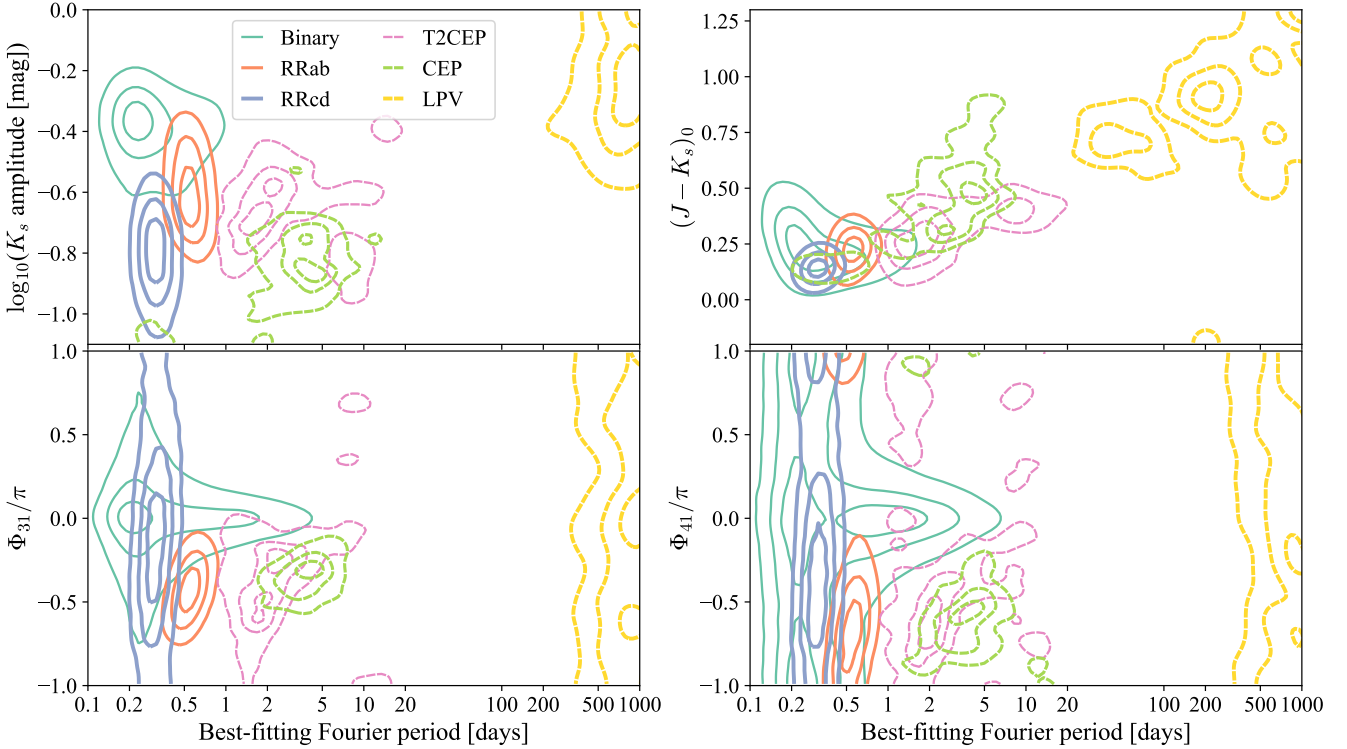 log₁₀(Kₛ amplitude [mag])
0.0
−0.2
−0.4
−0.6
−0.8
−1.0
Binary
RRab
RRcd
T2CEP
CEP
LPV
(J − Kₛ)₀
1.25
1.00
0.75
0.50
0.25
0.00
Φ₃₁/π
1.0
0.5
0.0
−0.5
−1.0
0.1 0.2 0.5 1 2 5 10 20 100 200 500 1000
Best-fitting Fourier period [days]
Φ₄₁/π
1.0
0.5
0.0
−0.5
−1.0
0.1 0.2 0.5 1 2 5 10 20 100 200 500 1000
Best-fitting Fourier period [days]